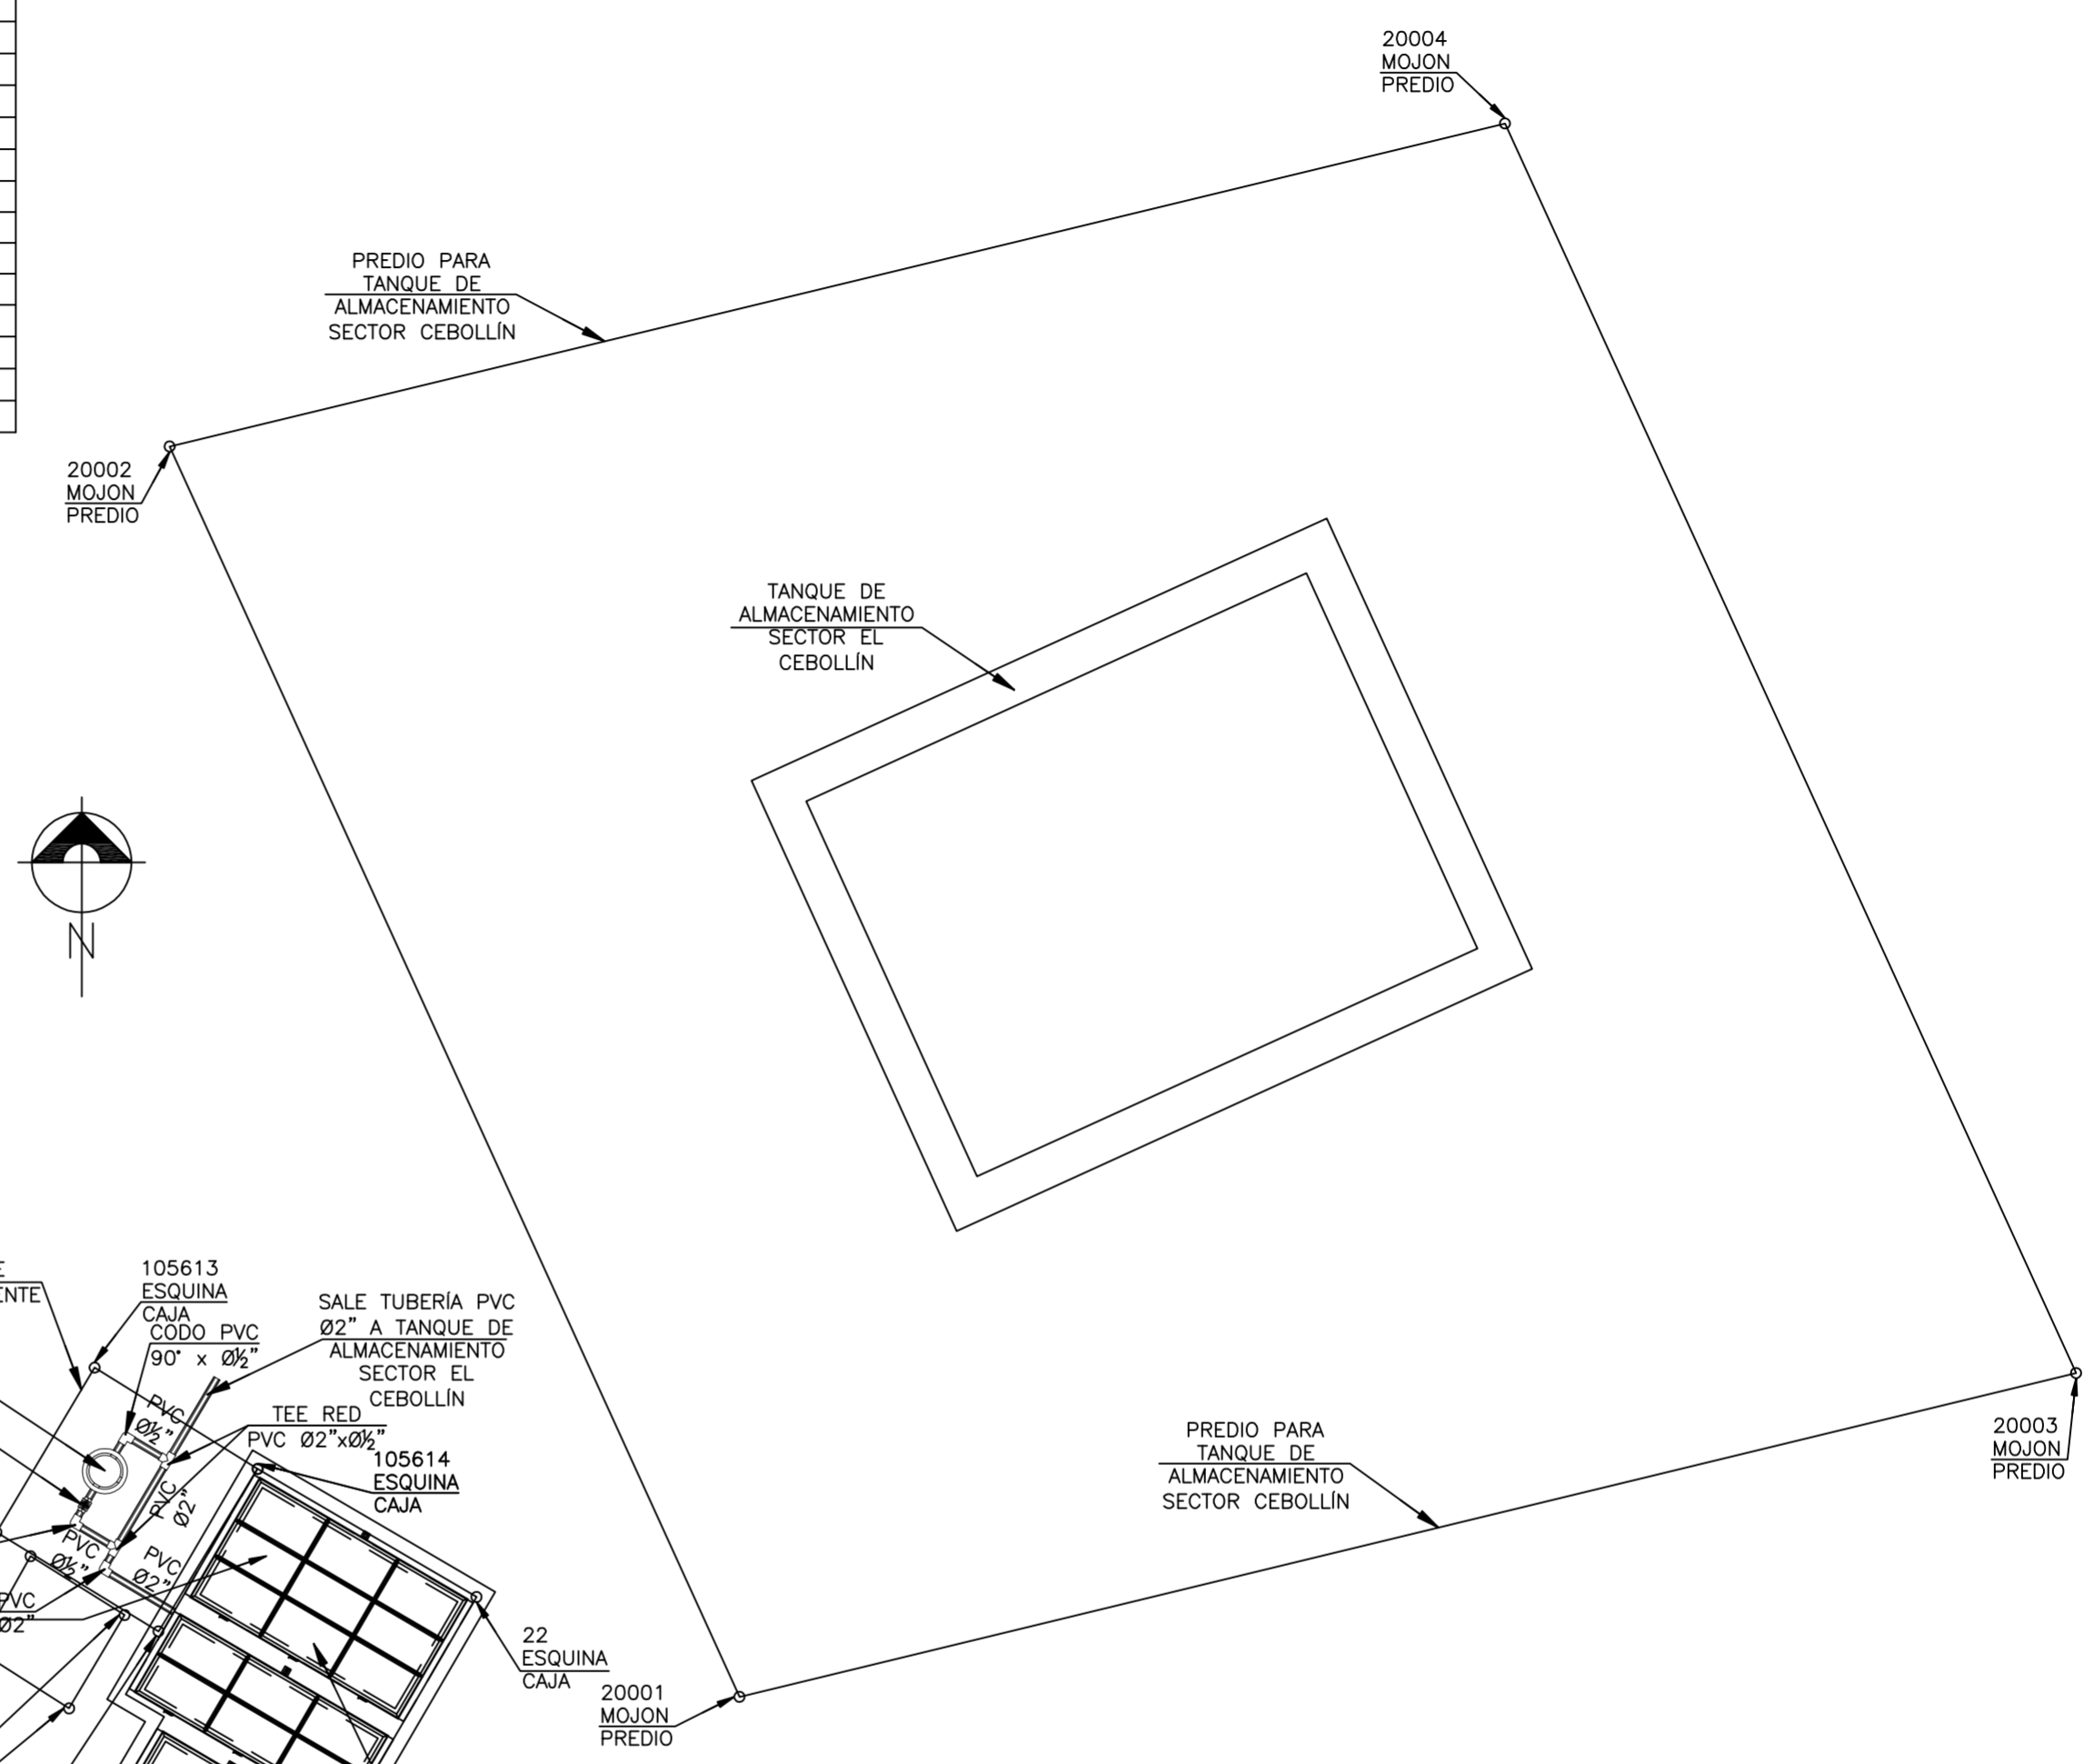 20004
MOJON
PREDIO
PREDIO PARA
TANQUE DE
ALMACENAMIENTO
SECTOR CEBOLLÍN
20002
MOJON
PREDIO
TANQUE DE
ALMACENAMIENTO
SECTOR EL
CEBOLLÍN
N
ENTE
105613
ESQUINA
CAJA
CODO PVC
90° x Ø½"
SALE TUBERÍA PVC
Ø2" A TANQUE DE
ALMACENAMIENTO
SECTOR EL
CEBOLLÍN
TEE RED
PVC Ø2"xØ½"
105614
ESQUINA
CAJA
PVC
Ø½"
PVC
Ø2"
PVC
Ø½"
PVC
Ø2"
PVC
Ø2"
22
ESQUINA
CAJA
20001
MOJON
PREDIO
PREDIO PARA
TANQUE DE
ALMACENAMIENTO
SECTOR CEBOLLÍN
20003
MOJON
PREDIO